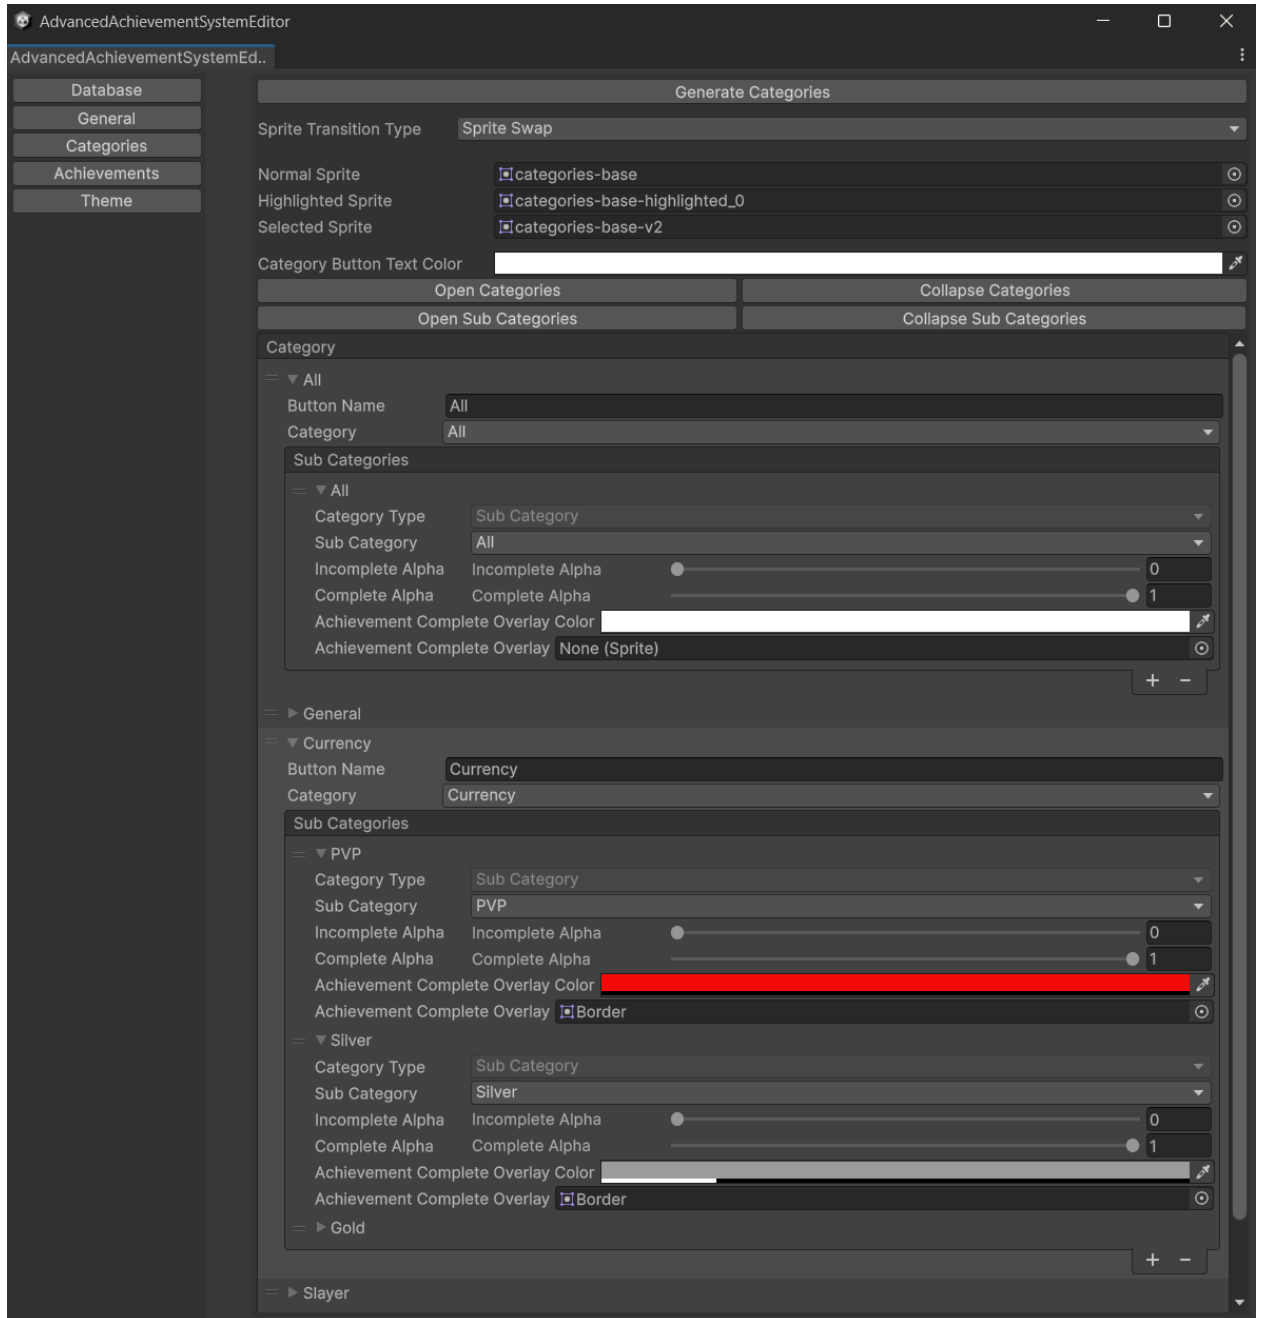 AdvancedAchievementSystemEditor
AdvancedAchievementSystemEd..
Database
General
Categories
Achievements
Theme
Generate Categories
Sprite Transition Type Sprite Swap
Normal Sprite categories-base
Highlighted Sprite categories-base-highlighted_0
Selected Sprite categories-base-v2
Category Button Text Color
Open Categories Collapse Categories
Open Sub Categories Collapse Sub Categories
Category
All
Button Name All
Category All
Sub Categories
All
Category Type Sub Category
Sub Category All
Incomplete Alpha Incomplete Alpha 0
Complete Alpha Complete Alpha 1
Achievement Complete Overlay Color
Achievement Complete Overlay None (Sprite)
+ −
General
Currency
Button Name Currency
Category Currency
Sub Categories
PVP
Category Type Sub Category
Sub Category PVP
Incomplete Alpha Incomplete Alpha 0
Complete Alpha Complete Alpha 1
Achievement Complete Overlay Color
Achievement Complete Overlay Border
Silver
Category Type Sub Category
Sub Category Silver
Incomplete Alpha Incomplete Alpha 0
Complete Alpha Complete Alpha 1
Achievement Complete Overlay Color
Achievement Complete Overlay Border
Gold
+ −
Slayer